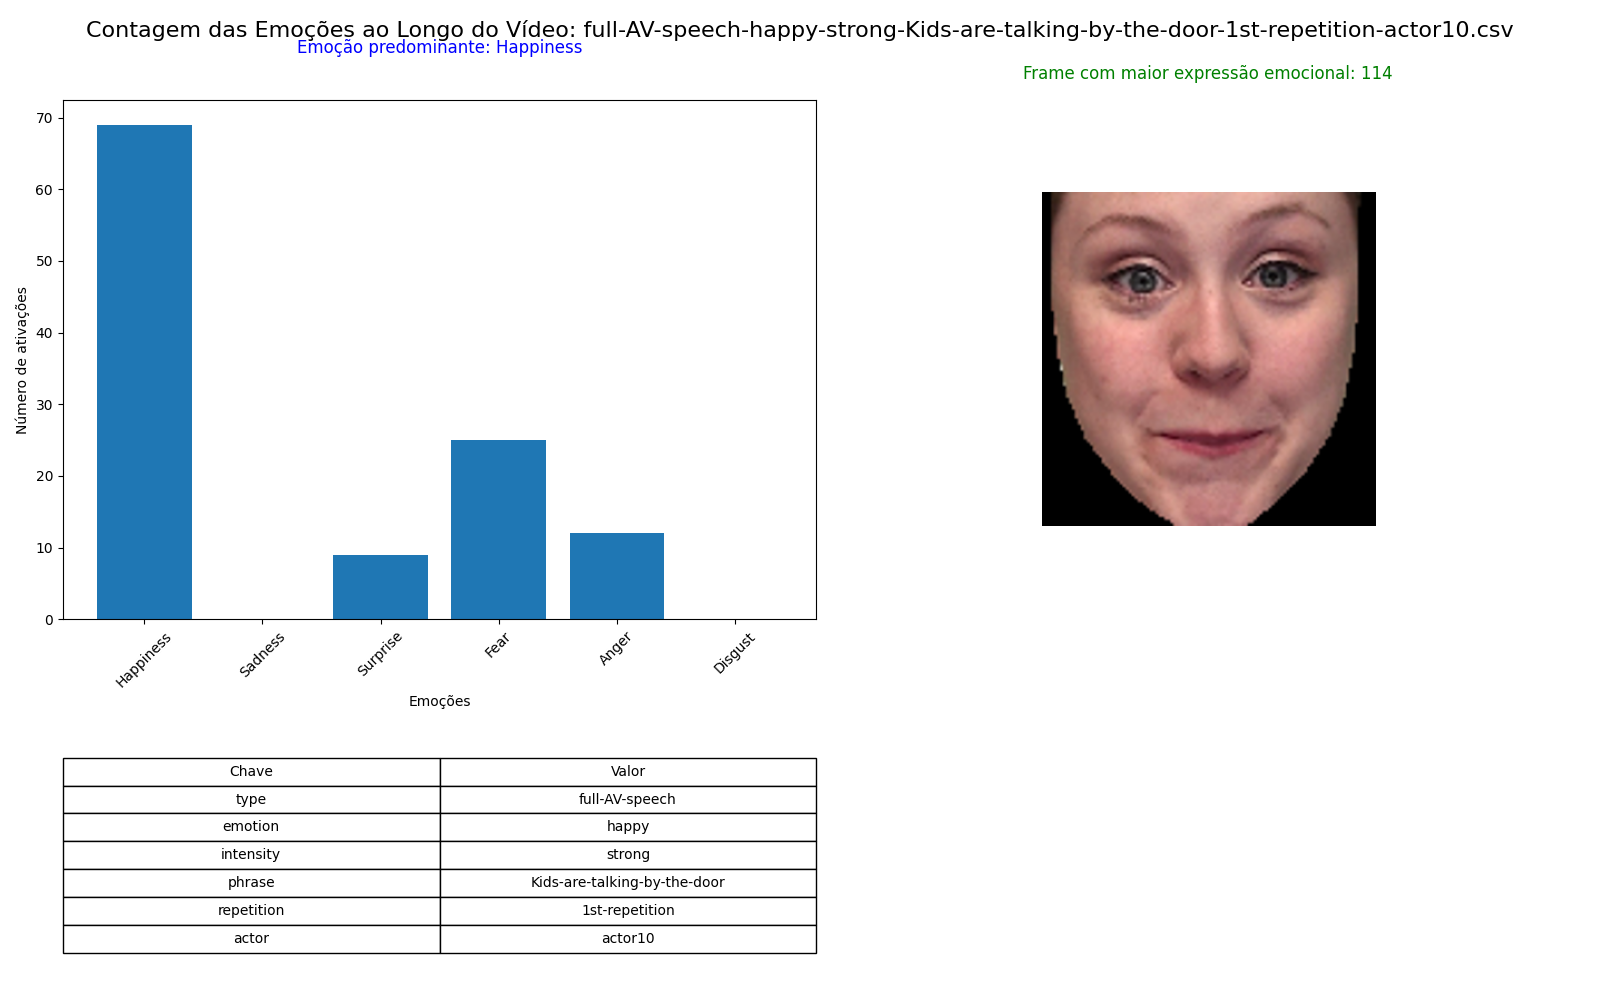 Contagem das Emoções ao Longo do Vídeo: full-AV-speech-happy-strong-Kids-are-talking-by-the-door-1st-repetition-actor10.csv
Emoção predominante: Happiness
Frame com maior expressão emocional: 114
70
60
50
40
30
20
10
0
Número de ativações
Happiness
Sadness
Surprise
Fear
Anger
Disgust
Emoções
Chave Valor
type full-AV-speech
emotion happy
intensity strong
phrase Kids-are-talking-by-the-door
repetition 1st-repetition
actor actor10